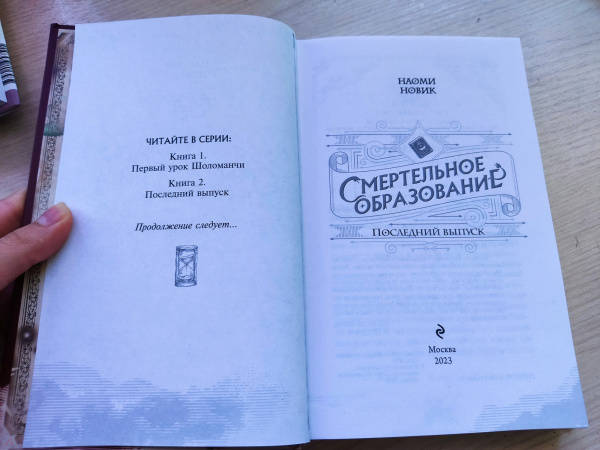 ЧИТАЙТЕ В СЕРИИ:
Книга 1.
Первый урок Шоломанчи
Книга 2.
Последний выпуск
Продолжение следует...
НАОМИ
НОВИК
СМЕРТЕЛЬНОЕ
ОБРАЗОВАНИЕ
ПОСЛЕДНИЙ ВЫПУСК
Москва
2023